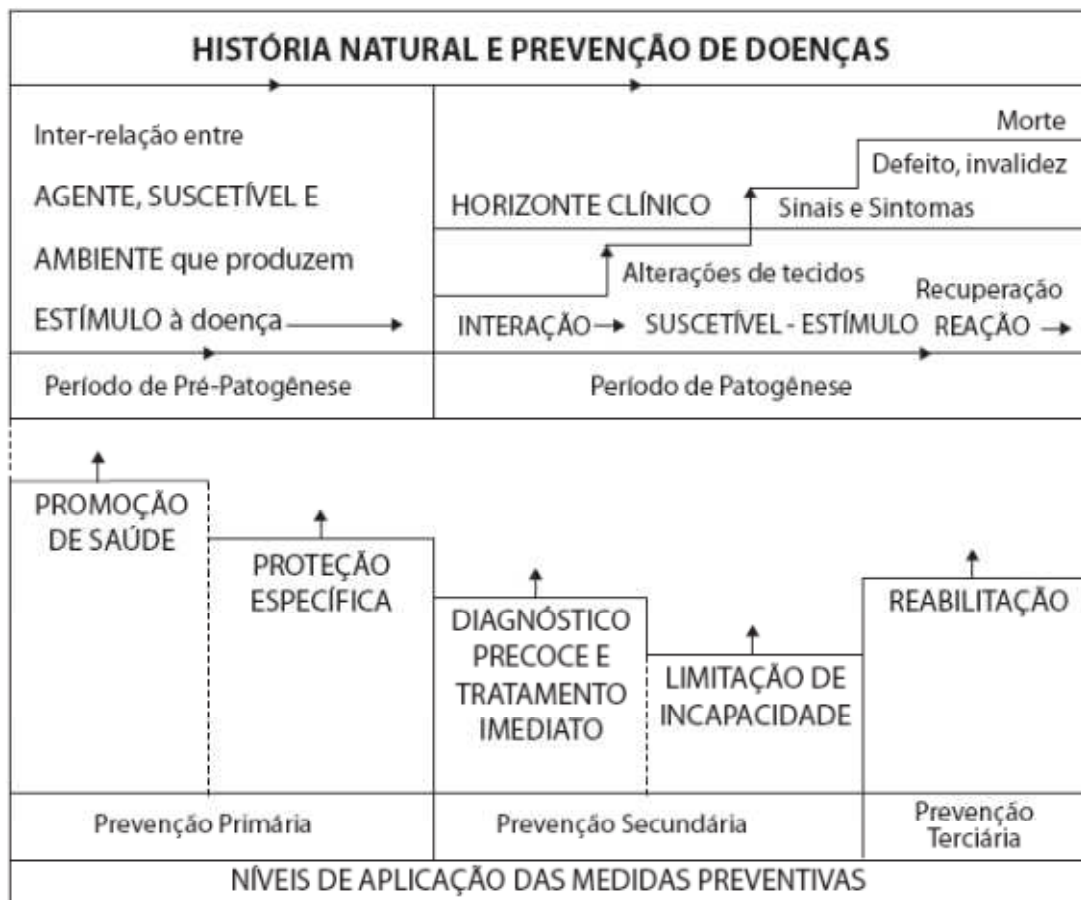 HISTÓRIA NATURAL E PREVENÇÃO DE DOENÇAS
Inter-relação entre
AGENTE, SUSCETÍVEL E
AMBIENTE que produzem
ESTÍMULO à doença
Morte
Defeito, invalidez
HORIZONTE CLÍNICO
Sinais e Sintomas
Alterações de tecidos
Recuperação
INTERAÇÃO
SUSCETÍVEL - ESTÍMULO
REAÇÃO
Período de Pré-Patogênese
Período de Patogênese
PROMOÇÃO
DE SAÚDE
PROTEÇÃO
ESPECÍFICA
DIAGNÓSTICO
PRECOCE E
TRATAMENTO
IMEDIATO
LIMITAÇÃO DE
INCAPACIDADE
REABILITAÇÃO
Prevenção Primária
Prevenção Secundária
Prevenção
Terciária
NÍVEIS DE APLICAÇÃO DAS MEDIDAS PREVENTIVAS